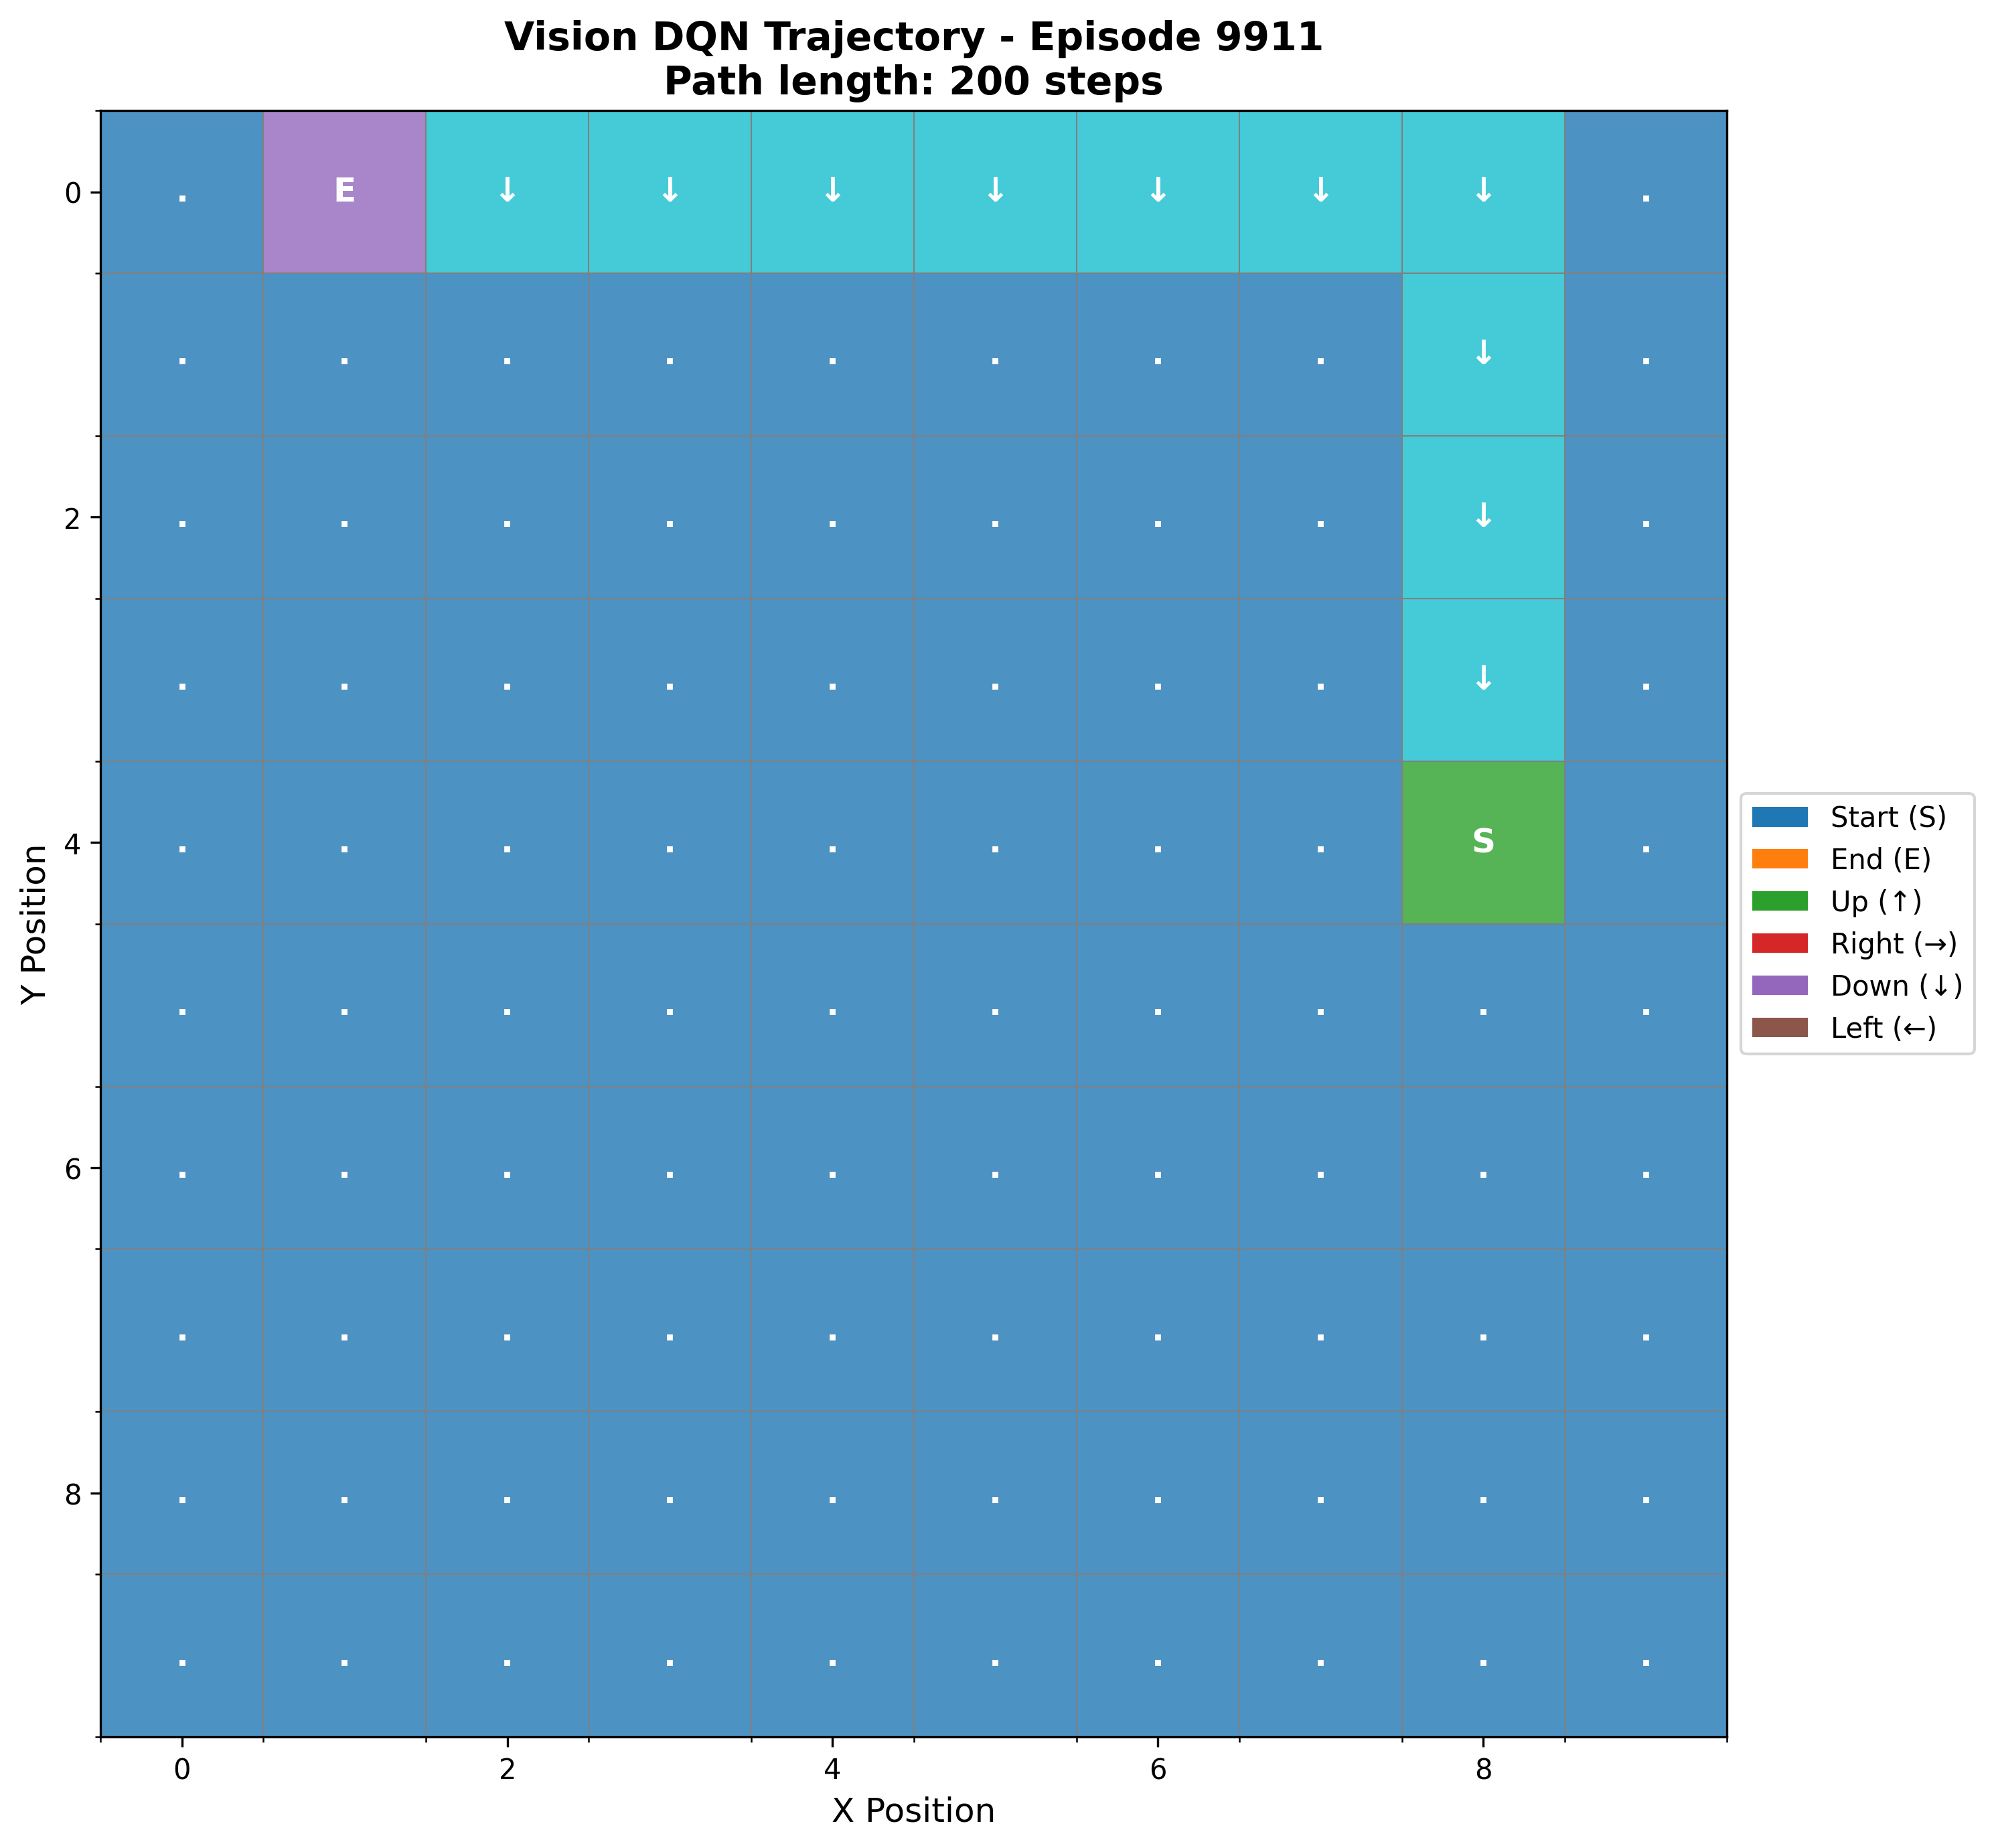 Vision DQN Trajectory - Episode 9911
Path length: 200 steps
0 . E ↓ ↓ ↓ ↓ ↓ ↓ ↓ .
. . . . . . . . ↓ .
2 . . . . . . . . ↓ .
. . . . . . . . ↓ .
4 . . . . . . . . S .
. . . . . . . . . .
6 . . . . . . . . . .
. . . . . . . . . .
8 . . . . . . . . . .
. . . . . . . . . .
0 2 4 6 8
X Position
Y Position
Start (S)
End (E)
Up (↑)
Right (→)
Down (↓)
Left (←)